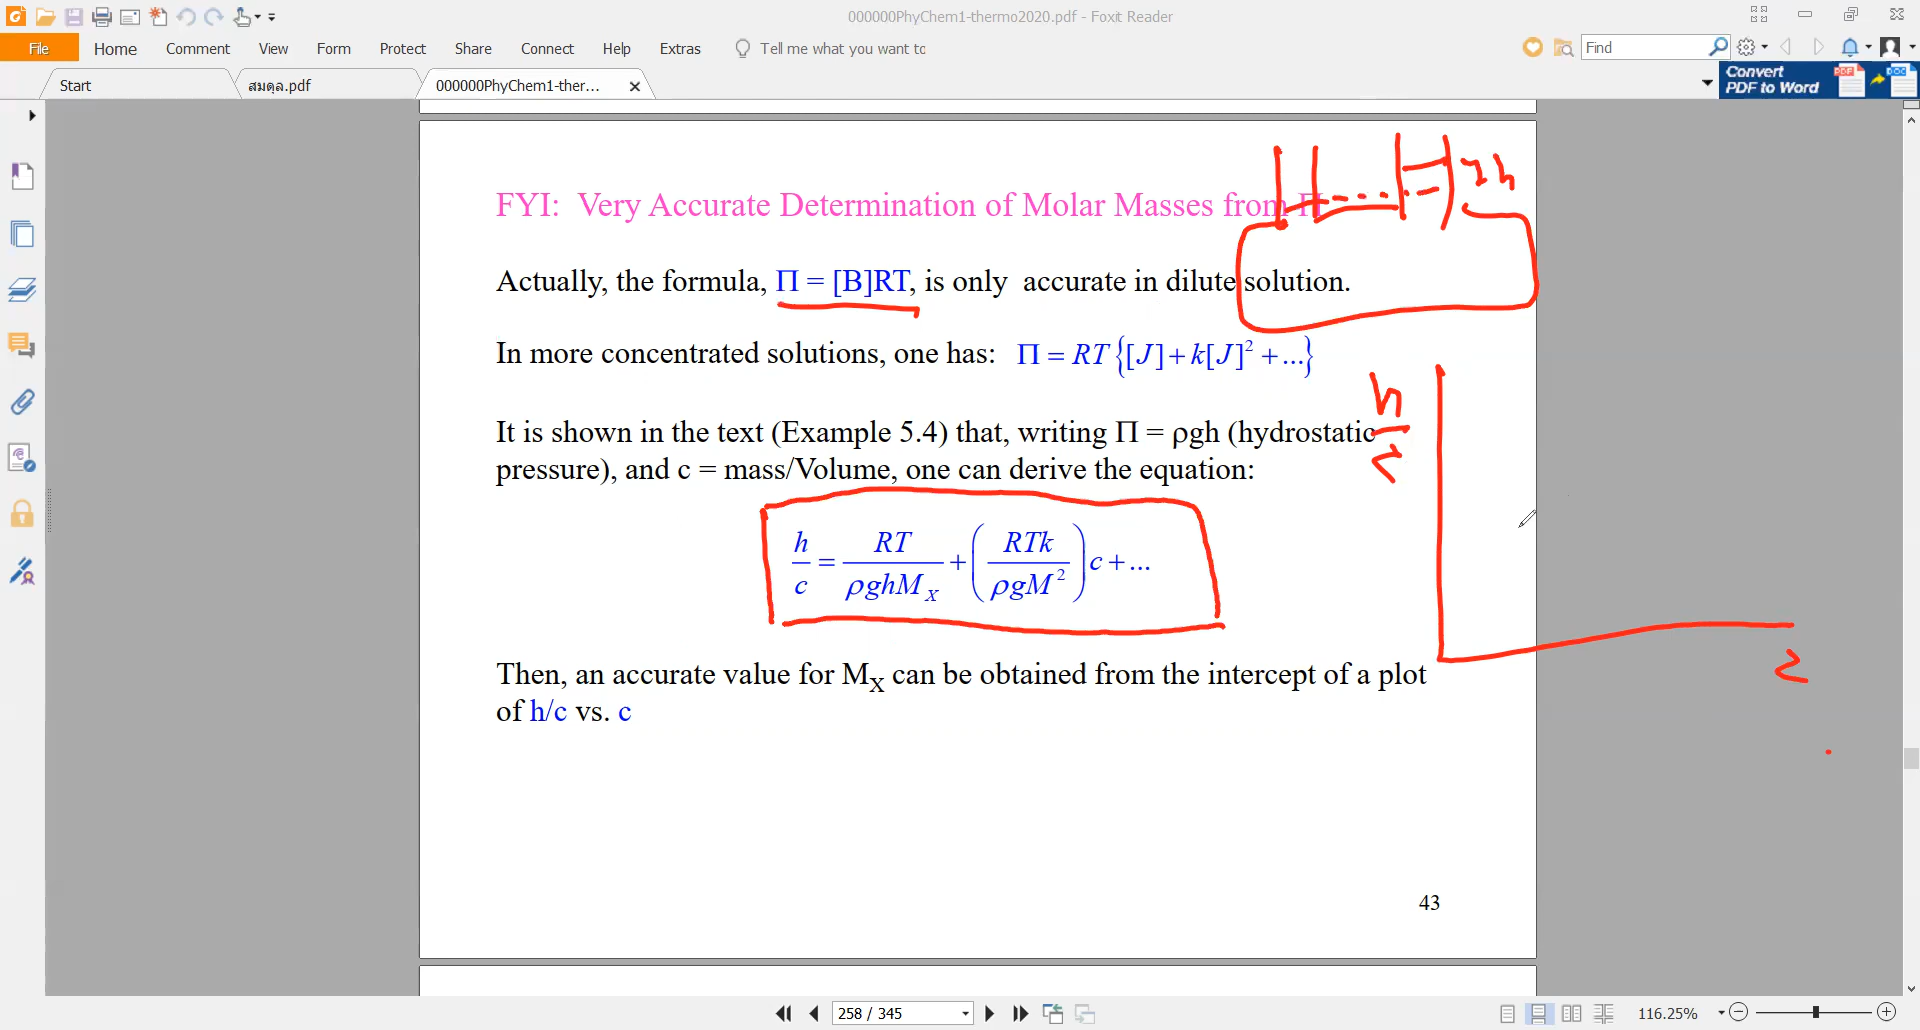 000000PhyChem1-thermo2020.pdf - Foxit Reader
File Home Comment View Form Protect Share Connect Help Extras Tell me what you want to Find
Start สมดุล.pdf 000000PhyChem1-ther...
Convert PDF DOC
PDF to Word
h
FYI: Very Accurate Determination of Molar Masses from Π
Actually, the formula, Π = [B]RT, is only accurate in dilute solution.
In more concentrated solutions, one has: Π = RT{[J] + k[J]² + ...}
h
It is shown in the text (Example 5.4) that, writing Π = ρgh (hydrostatic
c
pressure), and c = mass/Volume, one can derive the equation:
h/c = RT/ρghM_X + (RTk/ρgM²)c + ...
Then, an accurate value for M_X can be obtained from the intercept of a plot
of h/c vs. c
43
258 / 345 116.25%